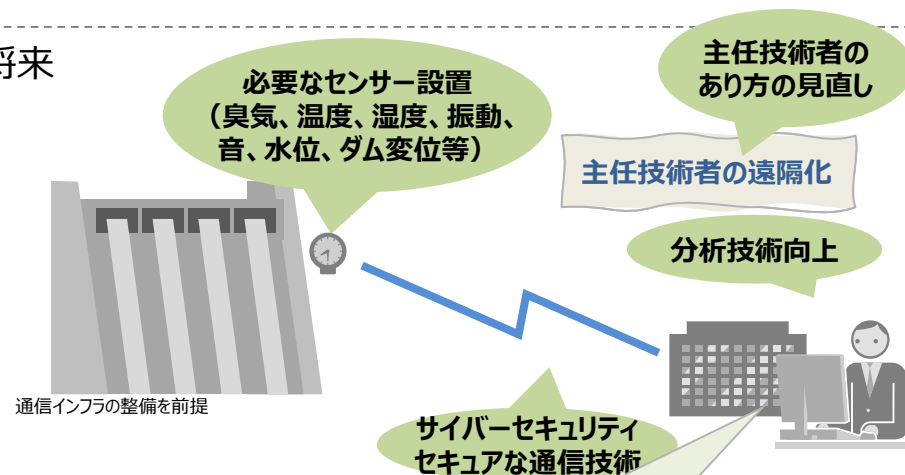 将来
必要なセンサー設置
(臭気、温度、湿度、振動、
音、水位、ダム変位等)
主任技術者の
あり方の見直し
主任技術者の遠隔化
分析技術向上
通信インフラの整備を前提
サイバーセキュリティ
セキュアな通信技術